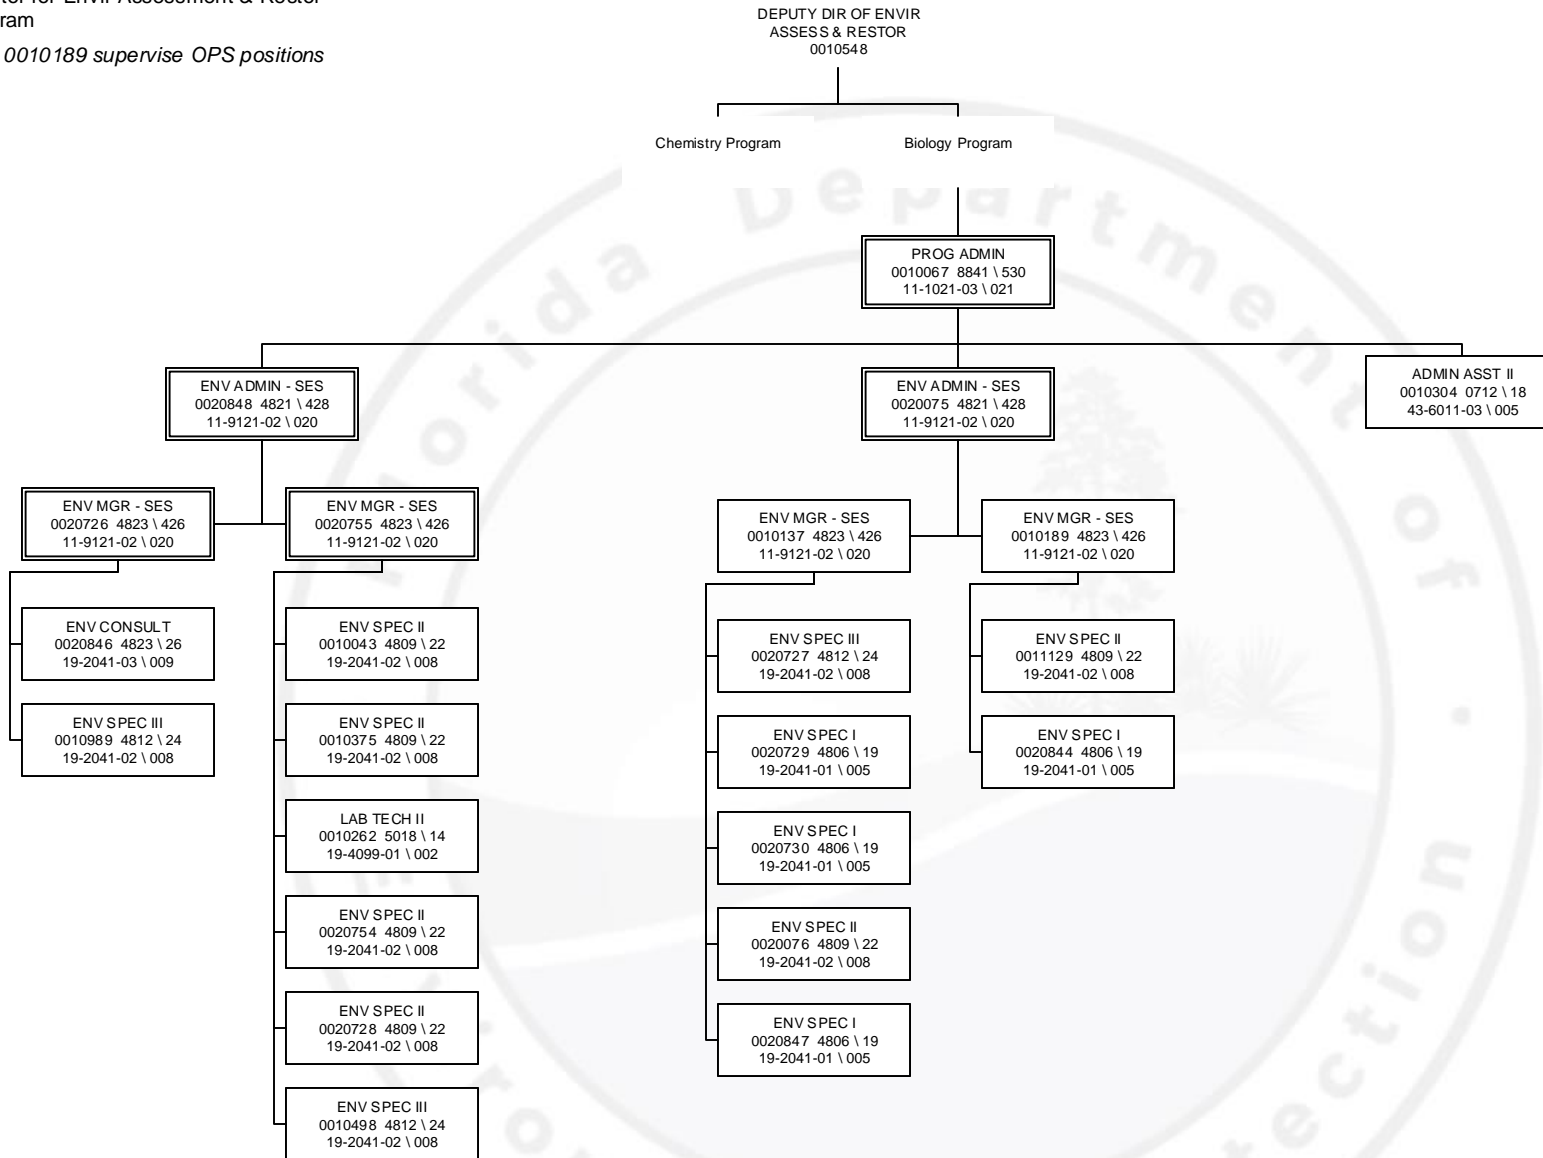 ram
0010189 supervise OPS positions
DEPUTY DIR OF ENVIR
ASSESS & RESTOR
0010548
Chemistry Program
Biology Program
PROG ADMIN
0010067 8841 \ 530
11-1021-03 \ 021
ENV ADMIN - SES
0020848 4821 \ 428
11-9121-02 \ 020
ENV ADMIN - SES
0020075 4821 \ 428
11-9121-02 \ 020
ADMIN ASST II
0010304 0712 \ 18
43-6011-03 \ 005
ENV MGR - SES
0020726 4823 \ 426
11-9121-02 \ 020
ENV MGR - SES
0020755 4823 \ 426
11-9121-02 \ 020
ENV MGR - SES
0010137 4823 \ 426
11-9121-02 \ 020
ENV MGR - SES
0010189 4823 \ 426
11-9121-02 \ 020
ENV CONSULT
0020846 4823 \ 26
19-2041-03 \ 009
ENV SPEC III
0010989 4812 \ 24
19-2041-02 \ 008
ENV SPEC II
0010043 4809 \ 22
19-2041-02 \ 008
ENV SPEC II
0010375 4809 \ 22
19-2041-02 \ 008
LAB TECH II
0010262 5018 \ 14
19-4099-01 \ 002
ENV SPEC II
0020754 4809 \ 22
19-2041-02 \ 008
ENV SPEC II
0020728 4809 \ 22
19-2041-02 \ 008
ENV SPEC III
0010498 4812 \ 24
19-2041-02 \ 008
ENV SPEC III
0020727 4812 \ 24
19-2041-02 \ 008
ENV SPEC I
0020729 4806 \ 19
19-2041-01 \ 005
ENV SPEC I
0020730 4806 \ 19
19-2041-01 \ 005
ENV SPEC II
0020076 4809 \ 22
19-2041-02 \ 008
ENV SPEC I
0020847 4806 \ 19
19-2041-01 \ 005
ENV SPEC II
0011129 4809 \ 22
19-2041-02 \ 008
ENV SPEC I
0020844 4806 \ 19
19-2041-01 \ 005
Florida Department of